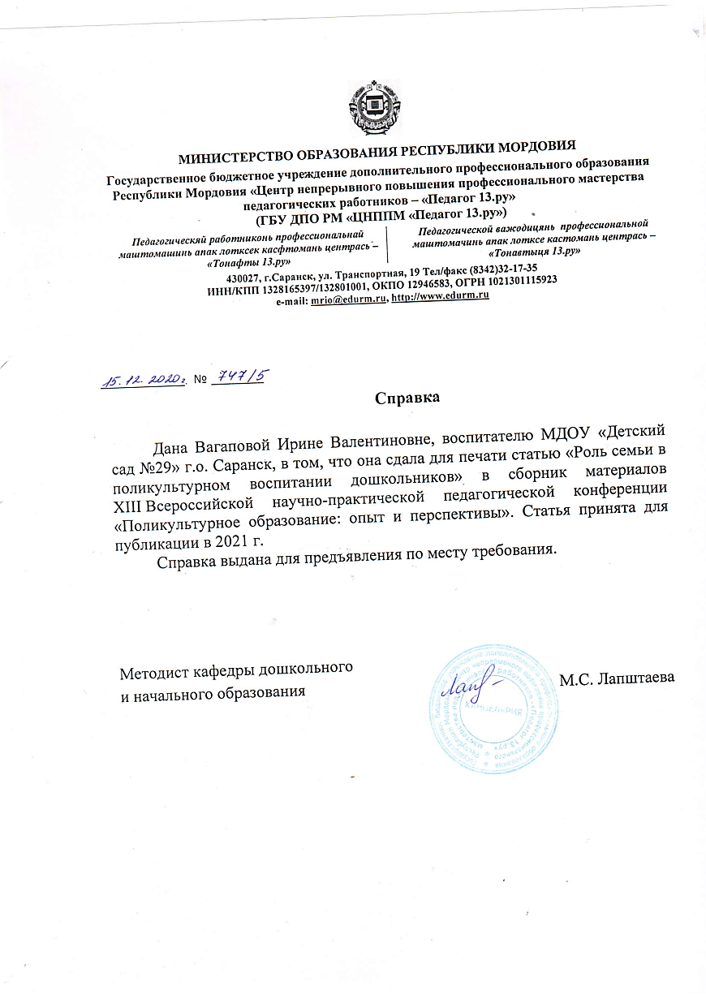 МИНИСТЕРСТВО ОБРАЗОВАНИЯ РЕСПУБЛИКИ МОРДОВИЯ
Государственное бюджетное учреждение дополнительного профессионального образования
Республики Мордовия «Центр непрерывного повышения профессионального мастерства
педагогических работников – «Педагог 13.ру»
(ГБУ ДПО РМ «ЦНППМ «Педагог 13.ру»)
Педагогическяй работниконь профессиональнай
маштомашинь апак лотксек касфтомань центрась –
«Тонафты 13.ру»
Педагогической важодицянь профессиональной
маштомачинь апак лотксе кастомань центрась –
«Тонавтыця 13.ру»
430027, г.Саранск, ул. Транспортная, 19 Тел/факс (8342)32-17-35
ИНН/КПП 1328165397/132801001, ОКПО 12946583, ОГРН 1021301115923
e-mail: mrio@edurm.ru, http://www.edurm.ru
15.12.2020г. № 747/5
Справка
Дана Вагаповой Ирине Валентиновне, воспитателю МДОУ «Детский
сад №29» г.о. Саранск, в том, что она сдала для печати статью «Роль семьи в
поликультурном воспитании дошкольников» в сборник материалов
XIII Всероссийской научно-практической педагогической конференции
«Поликультурное образование: опыт и перспективы». Статья принята для
публикации в 2021 г.
Справка выдана для предъявления по месту требования.
Методист кафедры дошкольного
и начального образования
М.С. Лапштаева
КАНЦЕЛЯРИЯ